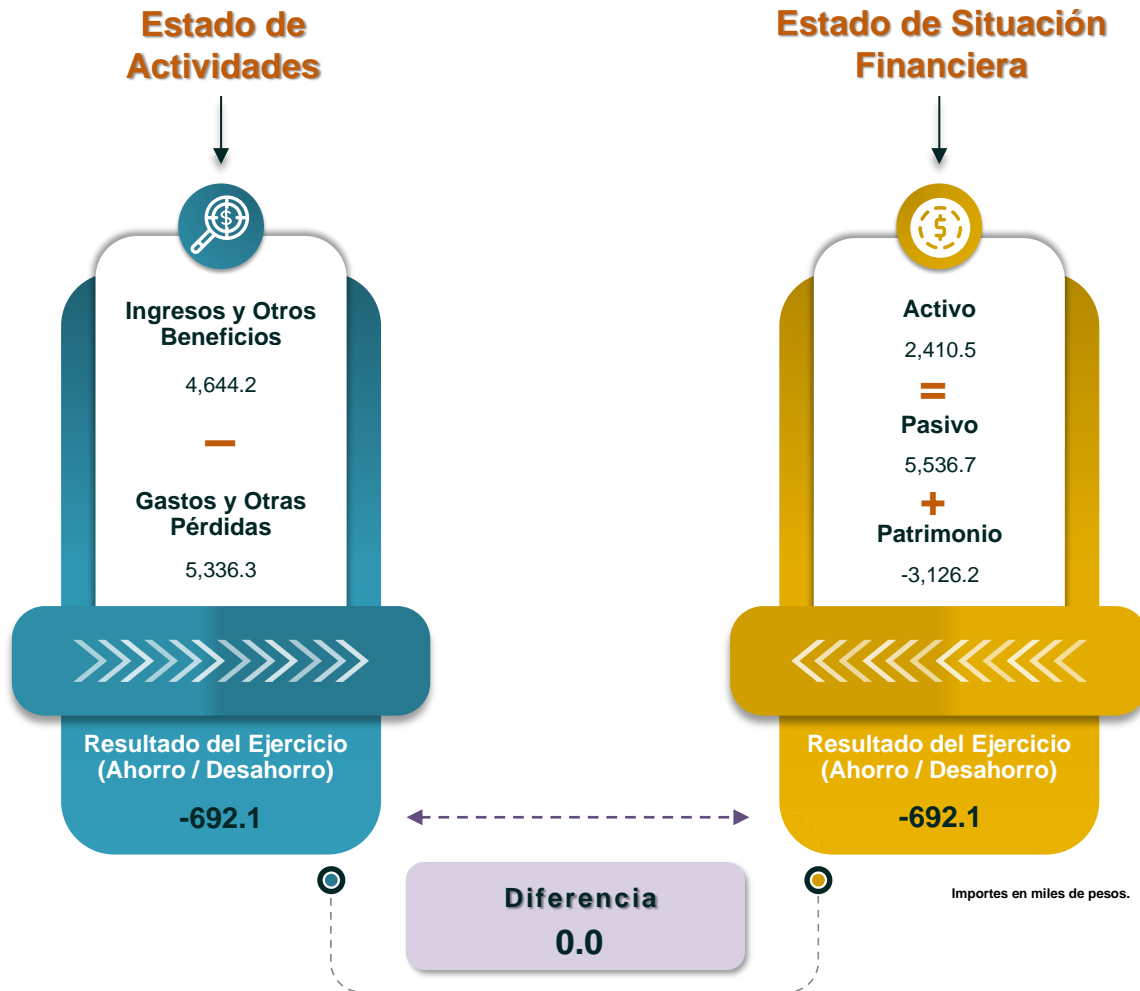 Estado de
Actividades
Ingresos y Otros
Beneficios
4,644.2
–
Gastos y Otras
Pérdidas
5,336.3
Resultado del Ejercicio
(Ahorro / Desahorro)
-692.1
Estado de Situación
Financiera
$
Activo
2,410.5
=
Pasivo
5,536.7
+
Patrimonio
-3,126.2
Resultado del Ejercicio
(Ahorro / Desahorro)
-692.1
Diferencia
0.0
Importes en miles de pesos.